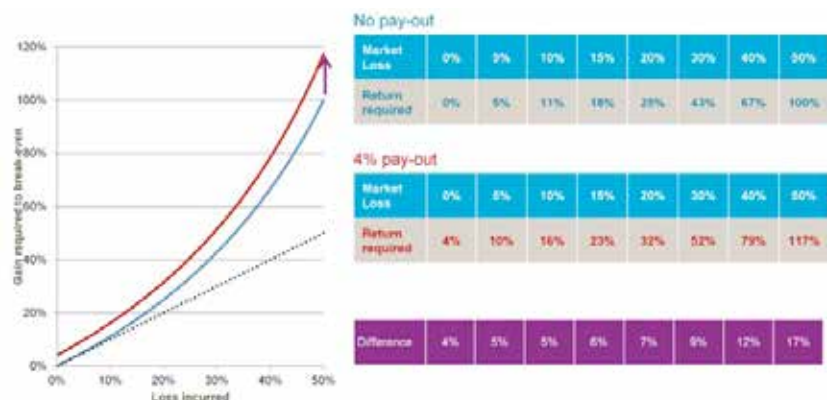 No pay-out
Market Loss 0% 5% 10% 15% 20% 30% 40% 50%
Return required 0% 5% 11% 18% 25% 43% 67% 100%
4% pay-out
Market Loss 0% 5% 10% 15% 20% 30% 40% 50%
Return required 4% 10% 16% 23% 32% 52% 79% 117%
Difference 4% 5% 5% 6% 7% 9% 12% 17%
Gain required to break-even
120%
100%
80%
60%
40%
20%
0%
0% 10% 20% 30% 40% 50%
Loss incurred